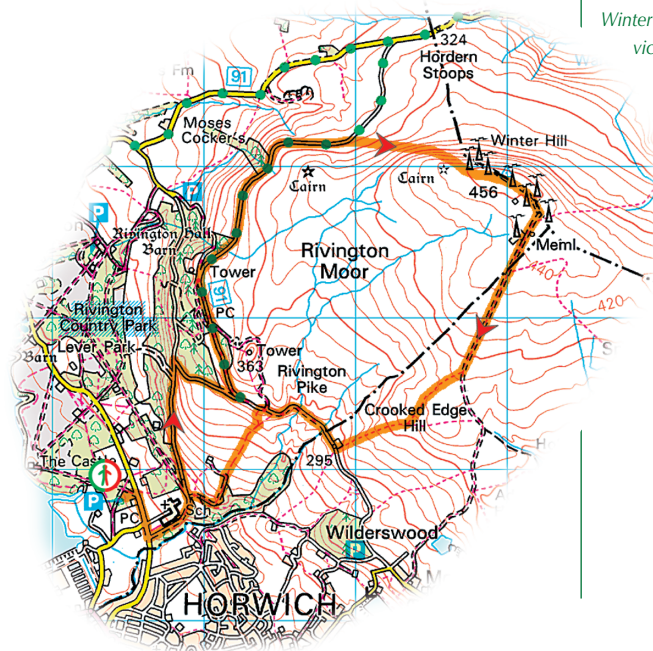 Winter
vic
324
Hordern
Stoops
Fm
91
Moses
Cocker's
Winter Hill
Cairn
Cairn
456
P
P
Rivington Hall
Barn
Rivington
Moor
Meml.
Tower
440
91
420
PC
Rivington
Country Park
Lever Park
Barn
Tower
363
Rivington
Pike
S
Crooked Edge
Hill
295
H
The Castle
P
PC
Sch
A
Wilderswood
P
M
HORWICH